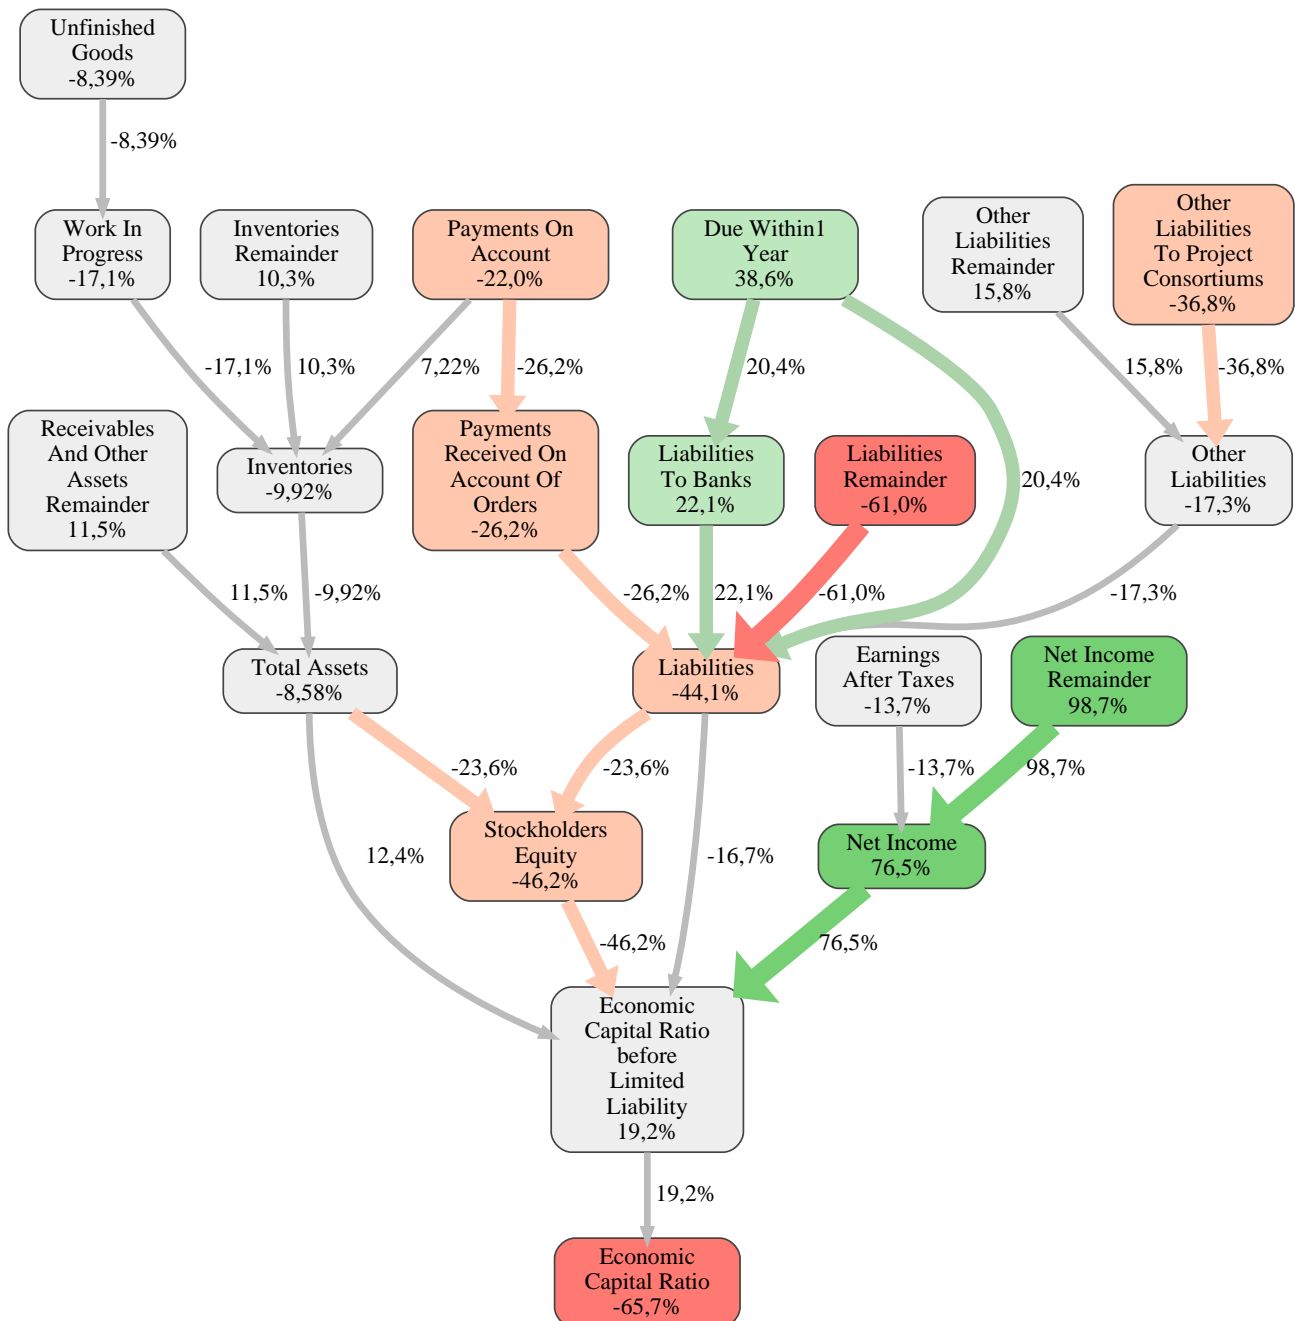 Unfinished
Goods
-8,39%
-8,39%
Work In
Progress
-17,1%
Inventories
Remainder
10,3%
Payments On
Account
-22,0%
Due Within1
Year
38,6%
Other
Liabilities
Remainder
15,8%
Other
Liabilities
To Project
Consortiums
-36,8%
-17,1%
10,3%
7,22%
-26,2%
20,4%
15,8%
-36,8%
Receivables
And Other
Assets
Remainder
11,5%
Inventories
-9,92%
Payments
Received On
Account Of
Orders
-26,2%
Liabilities
To Banks
22,1%
Liabilities
Remainder
-61,0%
20,4%
Other
Liabilities
-17,3%
11,5%
-9,92%
-26,2%
22,1%
-61,0%
-17,3%
Total Assets
-8,58%
Liabilities
-44,1%
Earnings
After Taxes
-13,7%
Net Income
Remainder
98,7%
-23,6%
-23,6%
-13,7%
98,7%
12,4%
Stockholders
Equity
-46,2%
-16,7%
Net Income
76,5%
-46,2%
76,5%
Economic
Capital Ratio
before
Limited
Liability
19,2%
19,2%
Economic
Capital Ratio
-65,7%